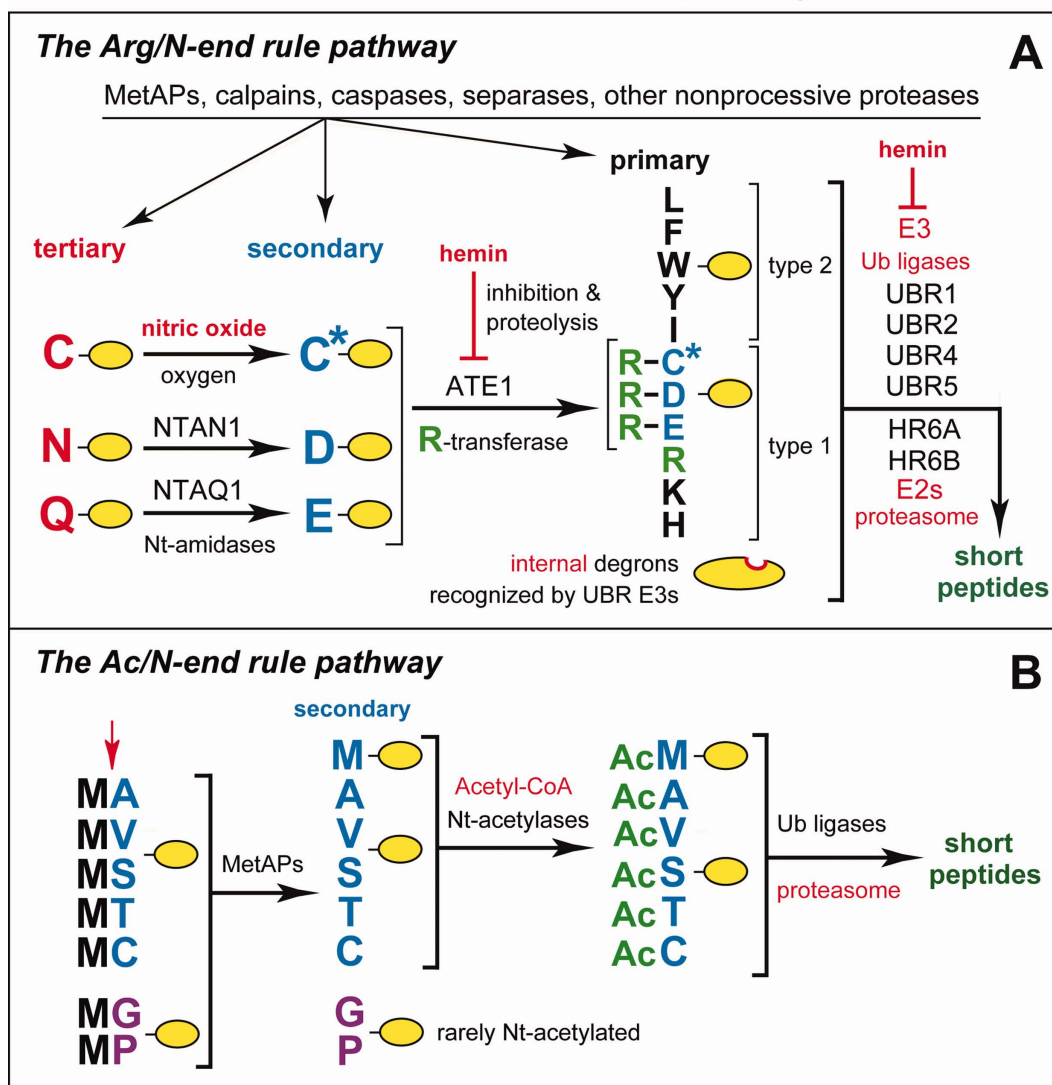 The Arg/N-end rule pathway
A
MetAPs, calpains, caspases, separases, other nonprocessive proteases
tertiary
secondary
primary
C
nitric oxide
oxygen
C*
N
NTAN1
D
Q
NTAQ1
E
Nt-amidases
hemin
inhibition &
proteolysis
ATE1
R-transferase
L
F
W
Y
I
R-C*
R-D
R-E
R
K
H
type 2
type 1
internal degrons
recognized by UBR E3s
hemin
E3
Ub ligases
UBR1
UBR2
UBR4
UBR5
HR6A
HR6B
E2s
proteasome
short
peptides
The Ac/N-end rule pathway
B
MA
MV
MS
MT
MC
MG
MP
MetAPs
secondary
M
A
V
S
T
C
G
P
rarely Nt-acetylated
Acetyl-CoA
Nt-acetylases
AcM
AcA
AcV
AcS
AcT
AcC
Ub ligases
proteasome
short
peptides